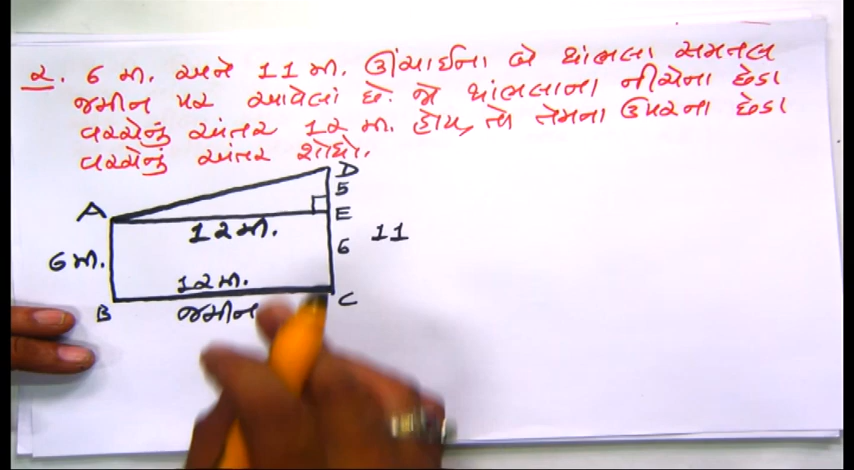 ૨. 6 મી. અને 11 મી. ઊંચાઈના બે થાંભલા સમતલ
જમીન પર આવેલા છે. જો થાંભલાના નીચેના છેડા
વચ્ચેનું અંતર 12 મી. હોય, તો તેમના ઉપરના છેડા
વચ્ચેનું અંતર શોધો.
D
5
A
E
12મી.
6
11
6મી.
12મી.
B
જમીન
C